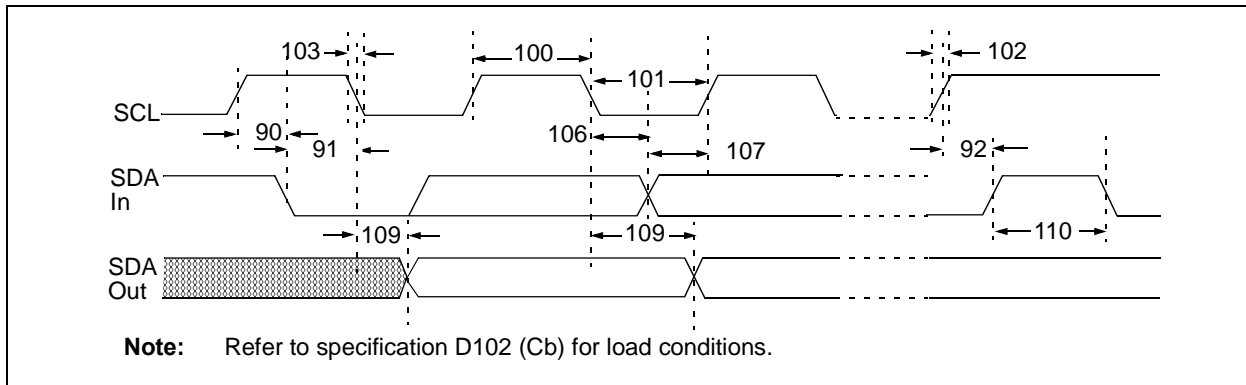 103
100
101
102
SCL
90
91
106
107
92
SDA
In
109
109
110
SDA
Out
Note: Refer to specification D102 (Cb) for load conditions.